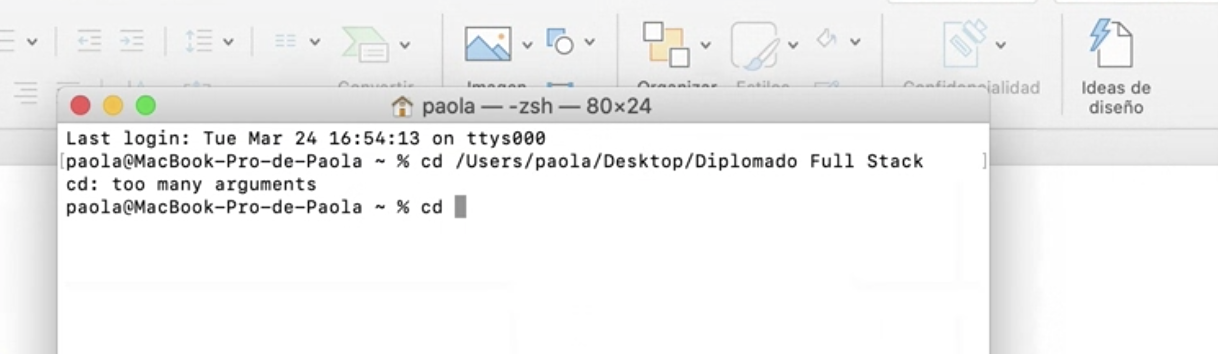 Convertir
Imagen
Organizar
Estilos
Confidencialidad
Ideas de
diseño
paola — -zsh — 80×24
Last login: Tue Mar 24 16:54:13 on ttys000
[paola@MacBook-Pro-de-Paola ~ % cd /Users/paola/Desktop/Diplomado Full Stack ]
cd: too many arguments
paola@MacBook-Pro-de-Paola ~ % cd